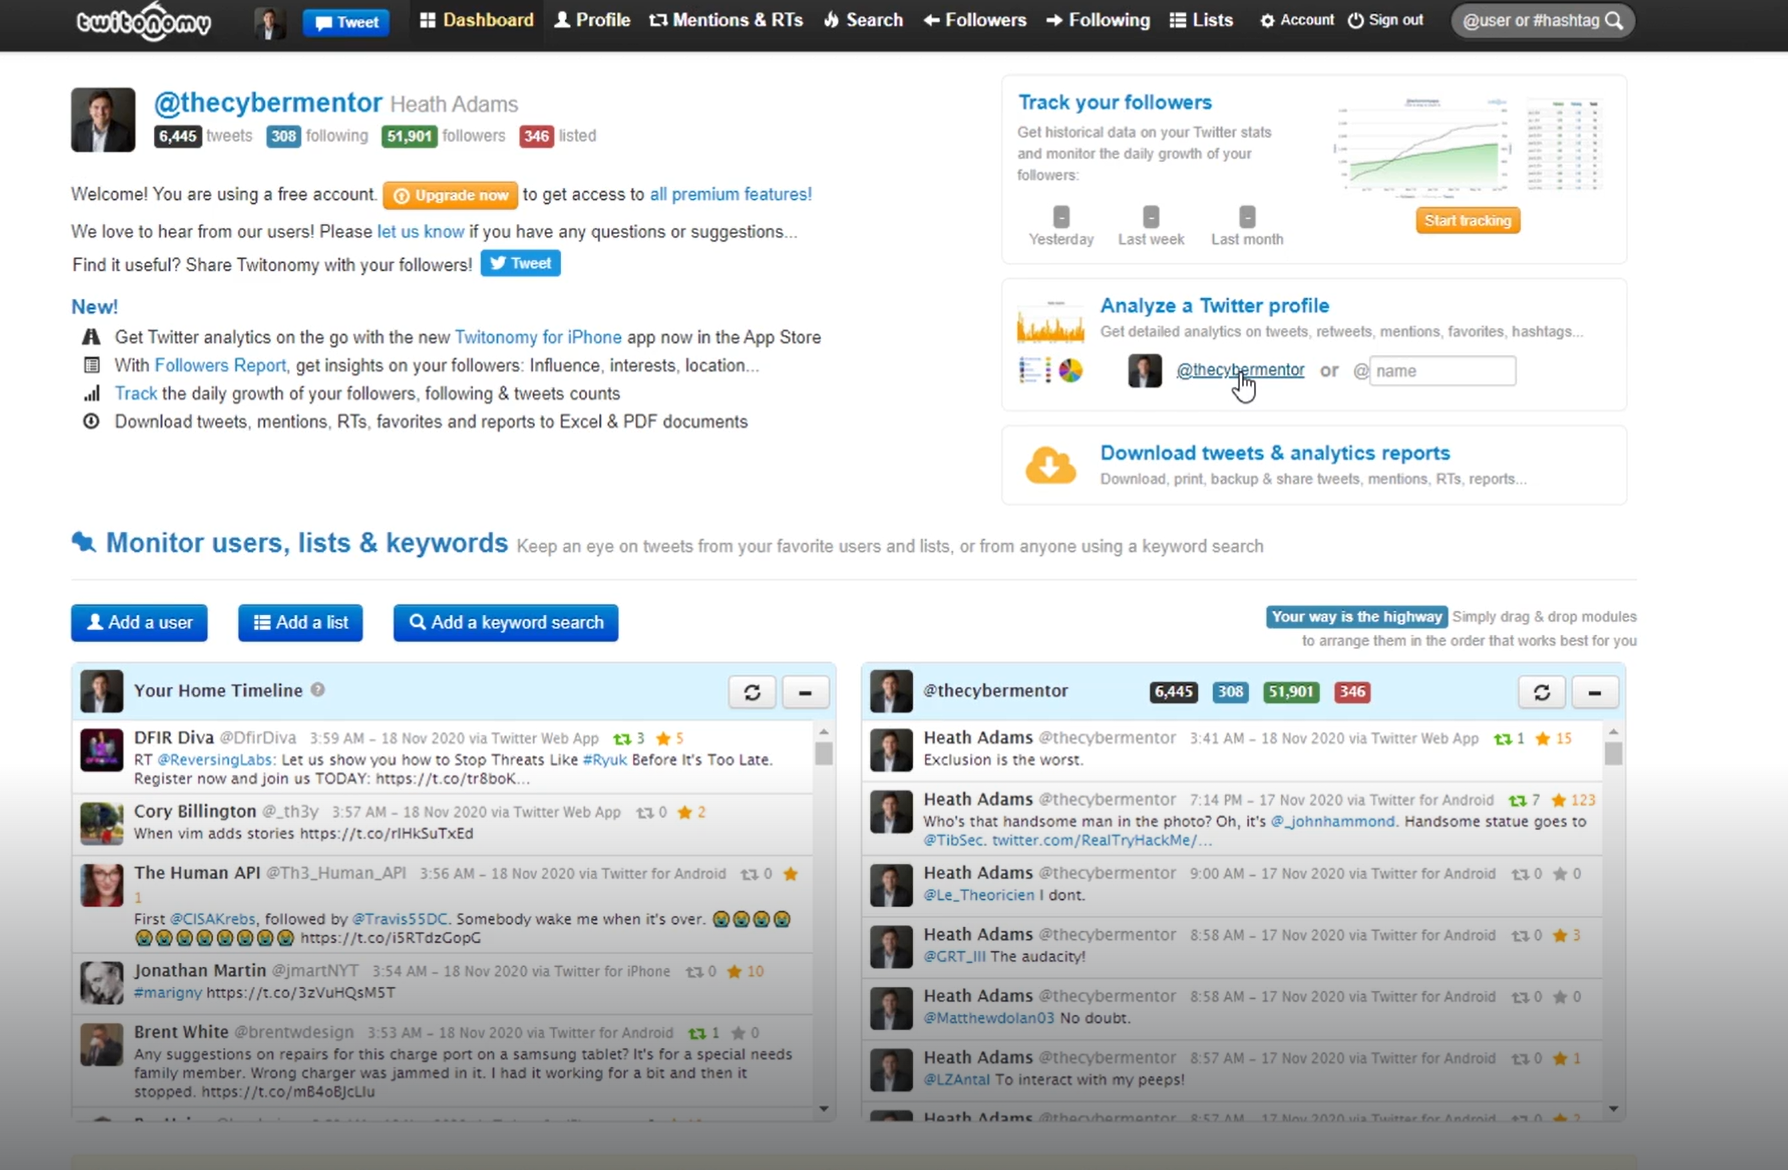 twitonomy Tweet Dashboard Profile Mentions & RTs Search Followers Following Lists Account Sign out @user or #hashtag
@thecybermentor Heath Adams
6,445 tweets 308 following 51,901 followers 346 listed
Welcome! You are using a free account. Upgrade now to get access to all premium features!
We love to hear from our users! Please let us know if you have any questions or suggestions...
Find it useful? Share Twitonomy with your followers! Tweet
New!
Get Twitter analytics on the go with the new Twitonomy for iPhone app now in the App Store
With Followers Report, get insights on your followers: Influence, interests, location...
Track the daily growth of your followers, following & tweets counts
Download tweets, mentions, RTs, favorites and reports to Excel & PDF documents
Track your followers
Get historical data on your Twitter stats
and monitor the daily growth of your
followers:
- - -
Yesterday Last week Last month
Start tracking
Analyze a Twitter profile
Get detailed analytics on tweets, retweets, mentions, favorites, hashtags...
@thecybermentor or @ name
Download tweets & analytics reports
Download, print, backup & share tweets, mentions, RTs, reports...
Monitor users, lists & keywords Keep an eye on tweets from your favorite users and lists, or from anyone using a keyword search
Add a user Add a list Add a keyword search
Your way is the highway Simply drag & drop modules
to arrange them in the order that works best for you
Your Home Timeline ?
DFIR Diva @DfirDiva 3:59 AM - 18 Nov 2020 via Twitter Web App 3 5
RT @ReversingLabs: Let us show you how to Stop Threats Like #Ryuk Before It's Too Late.
Register now and join us TODAY: https://t.co/tr8boK...
Cory Billington @_th3y 3:57 AM - 18 Nov 2020 via Twitter Web App 0 2
When vim adds stories https://t.co/rIHkSuTxEd
The Human API @Th3_Human_API 3:56 AM - 18 Nov 2020 via Twitter for Android 0
1
First @CISAKrebs, followed by @Travis55DC. Somebody wake me when it's over. 😭😭😭😭
😭😭😭😭😭😭😭😭 https://t.co/i5RTdzGopG
Jonathan Martin @jmartNYT 3:54 AM - 18 Nov 2020 via Twitter for iPhone 0 10
#marigny https://t.co/3zVuHQsM5T
Brent White @brentwdesign 3:53 AM - 18 Nov 2020 via Twitter for Android 1 0
Any suggestions on repairs for this charge port on a samsung tablet? It's for a special needs
family member. Wrong charger was jammed in it. I had it working for a bit and then it
stopped. https://t.co/mB4oBJcLIu
@thecybermentor 6,445 308 51,901 346
Heath Adams @thecybermentor 3:41 AM - 18 Nov 2020 via Twitter Web App 1 15
Exclusion is the worst.
Heath Adams @thecybermentor 7:14 PM - 17 Nov 2020 via Twitter for Android 7 123
Who's that handsome man in the photo? Oh, it's @_johnhammond. Handsome statue goes to
@TibSec. twitter.com/RealTryHackMe/...
Heath Adams @thecybermentor 9:00 AM - 17 Nov 2020 via Twitter for Android 0 0
@Le_Theoricien I dont.
Heath Adams @thecybermentor 8:58 AM - 17 Nov 2020 via Twitter for Android 0 3
@GRT_III The audacity!
Heath Adams @thecybermentor 8:58 AM - 17 Nov 2020 via Twitter for Android 0 0
@Matthewdolan03 No doubt.
Heath Adams @thecybermentor 8:57 AM - 17 Nov 2020 via Twitter for Android 0 1
@LZAntal To interact with my peeps!
Heath Adams @thecybermentor 8:57 AM - 17 Nov 2020 via Twitter for Android 0 2